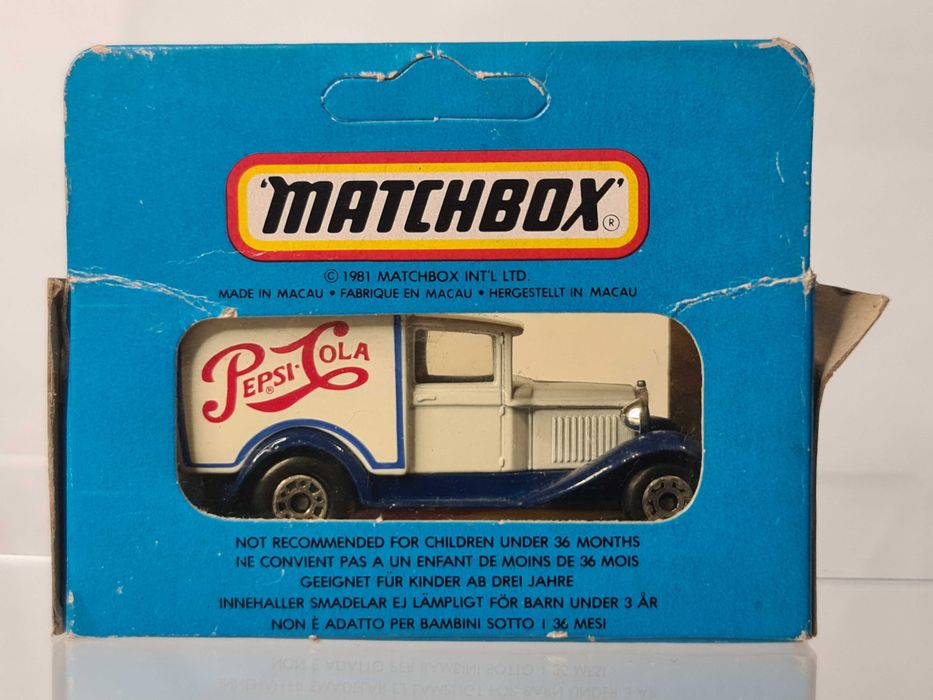 'MATCHBOX' ®
© 1981 MATCHBOX INT'L LTD.
MADE IN MACAU • FABRIQUE EN MACAU • HERGESTELLT IN MACAU
PEPSI-COLA ®
NOT RECOMMENDED FOR CHILDREN UNDER 36 MONTHS
NE CONVIENT PAS A UN ENFANT DE MOINS DE 36 MOIS
GEEIGNET FÜR KINDER AB DREI JAHRE
INNEHALLER SMADELAR EJ LÄMPLIGT FÖR BARN UNDER 3 ÅR
NON È ADATTO PER BAMBINI SOTTO I 36 MESI